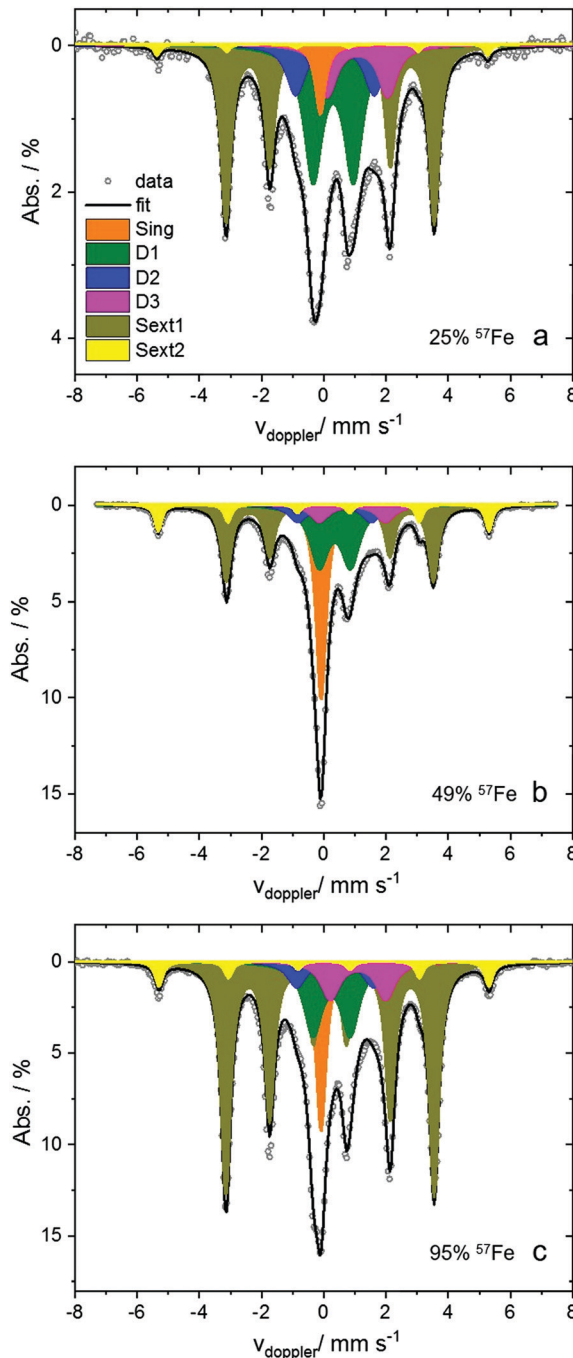 0
2
4
Abs. / %
data
fit
Sing
D1
D2
D3
Sext1
Sext2
25% ⁵⁷Fe a
-8 -6 -4 -2 0 2 4 6 8
v_doppler/ mm s⁻¹
0
5
10
15
Abs. / %
49% ⁵⁷Fe b
-8 -6 -4 -2 0 2 4 6 8
v_doppler/ mm s⁻¹
0
5
10
15
Abs. / %
95% ⁵⁷Fe c
-8 -6 -4 -2 0 2 4 6 8
v_doppler/ mm s⁻¹